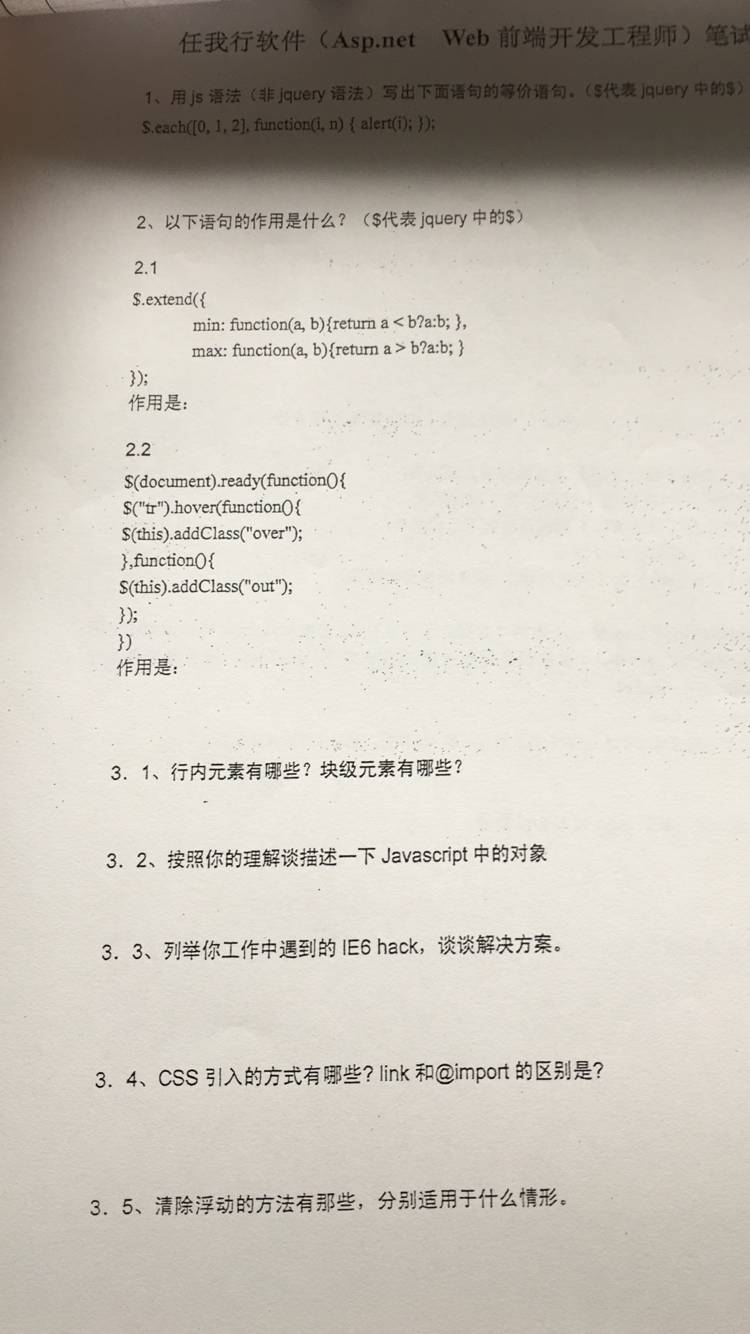 任我行软件（Asp.net Web 前端开发工程师）笔试
1、用 js 语法（非 jquery 语法）写出下面语句的等价语句。（$代表 jquery 中的$）
$.each([0, 1, 2], function(i, n) { alert(i); });
2、以下语句的作用是什么？（$代表 jquery 中的$）
2.1
$.extend({
min: function(a, b){return a < b?a:b; },
max: function(a, b){return a > b?a:b; }
});
作用是：
2.2
$(document).ready(function(){
$("tr").hover(function(){
$(this).addClass("over");
},function(){
$(this).addClass("out");
});
})
作用是：
3．1、行内元素有哪些？块级元素有哪些？
3．2、按照你的理解谈描述一下 Javascript 中的对象
3．3、列举你工作中遇到的 IE6 hack，谈谈解决方案。
3．4、CSS 引入的方式有哪些? link 和@import 的区别是?
3．5、清除浮动的方法有那些，分别适用于什么情形。